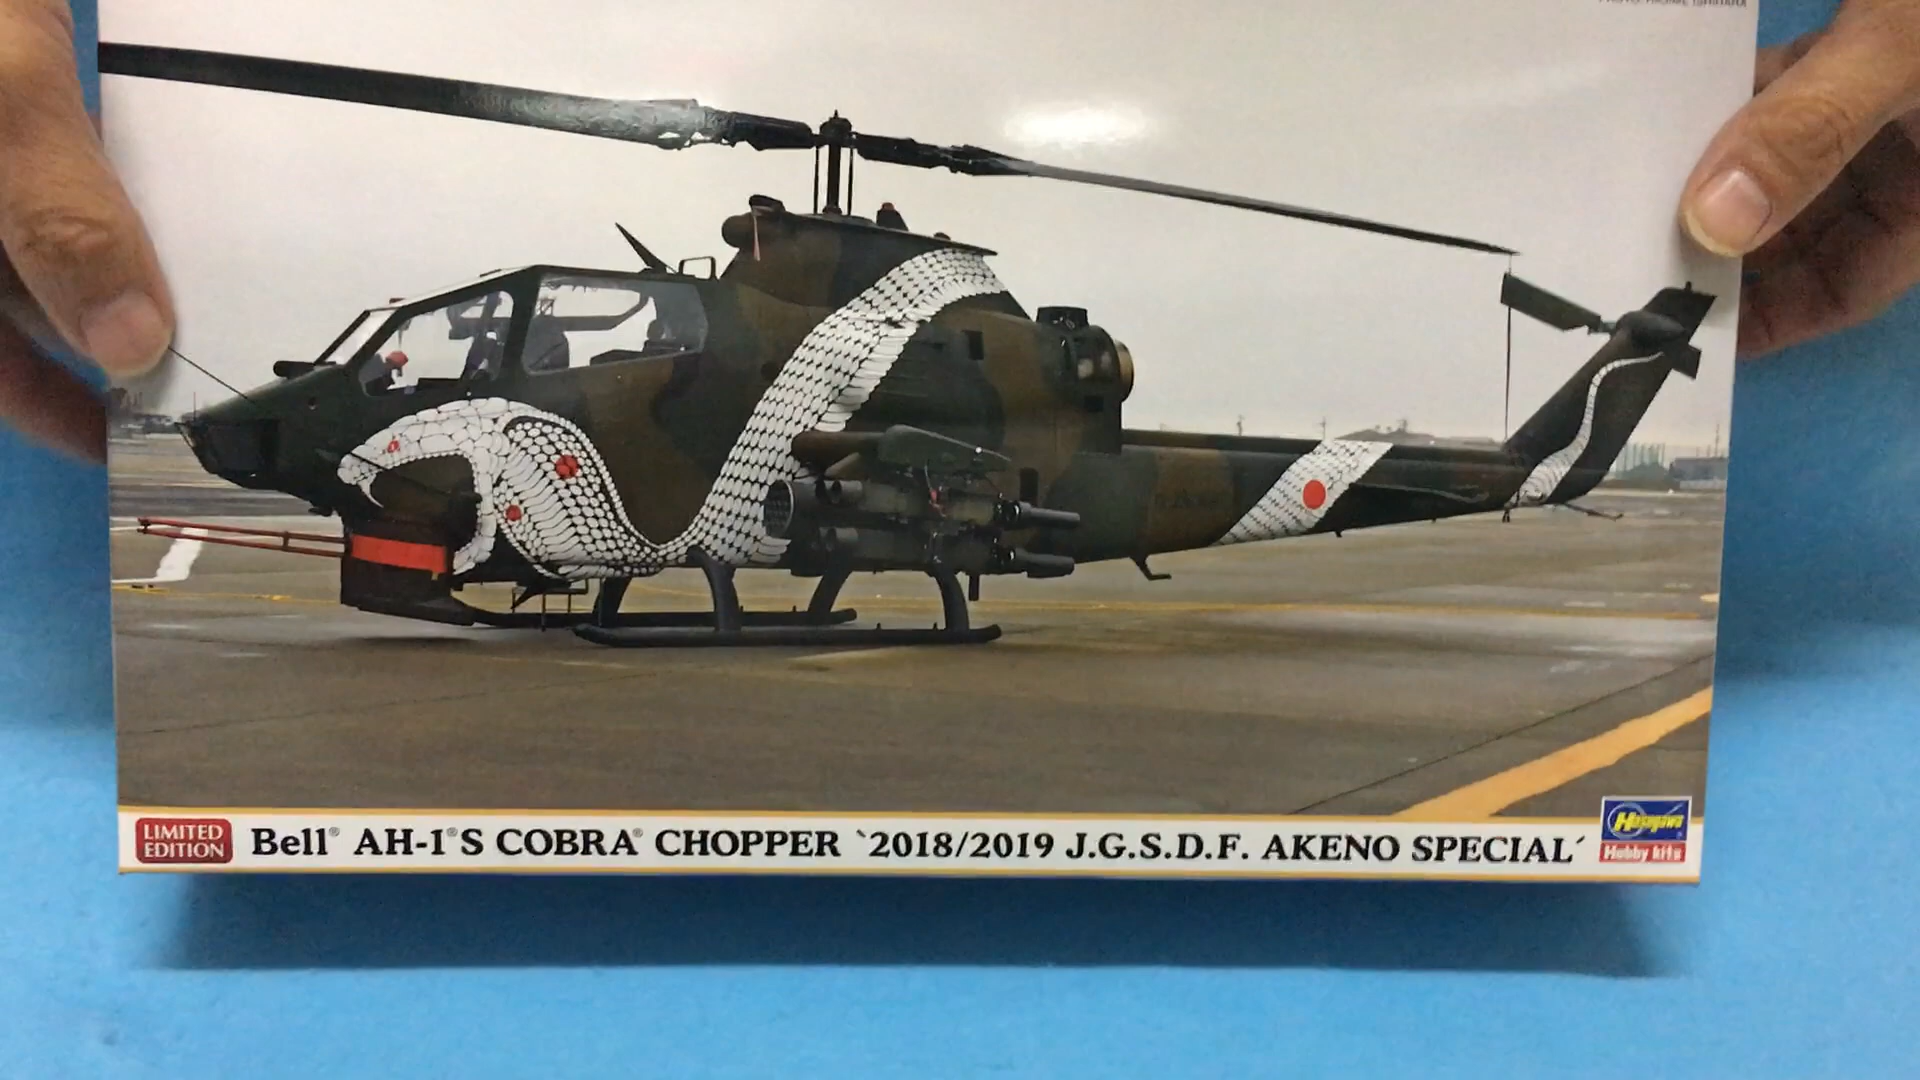 LIMITED
EDITION
Bell® AH-1®S COBRA® CHOPPER `2018/2019 J.G.S.D.F. AKENO SPECIAL´
Hasegawa
Hobby kits